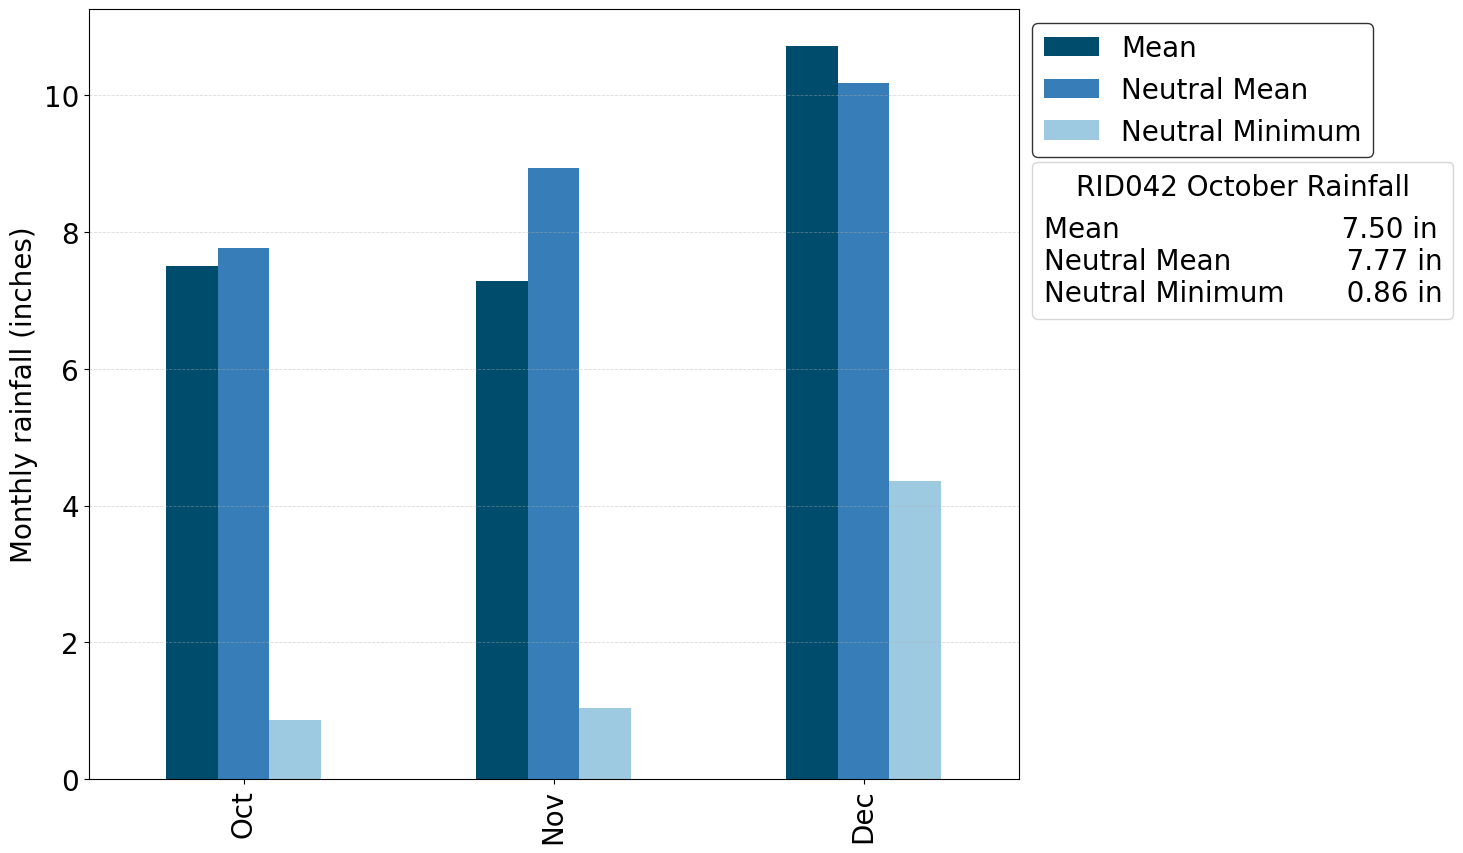 Monthly rainfall (inches)
10
8
6
4
2
0
Oct
Nov
Dec
Mean
Neutral Mean
Neutral Minimum
RID042 October Rainfall
Mean 7.50 in
Neutral Mean 7.77 in
Neutral Minimum 0.86 in